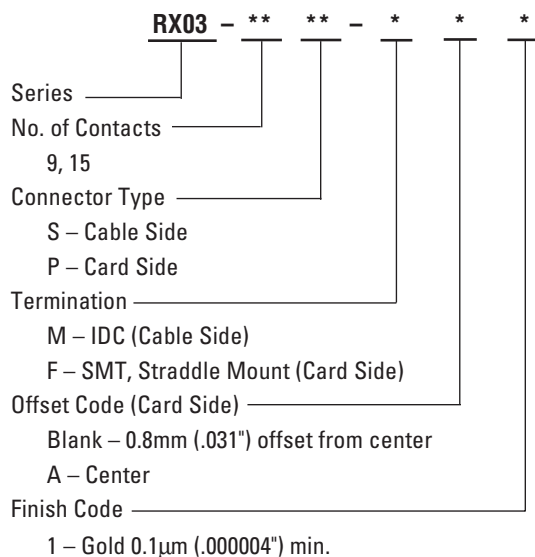 RX03 – ** ** – * * *
Series
No. of Contacts
9, 15
Connector Type
S – Cable Side
P – Card Side
Termination
M – IDC (Cable Side)
F – SMT, Straddle Mount (Card Side)
Offset Code (Card Side)
Blank – 0.8mm (.031") offset from center
A – Center
Finish Code
1 – Gold 0.1µm (.000004") min.